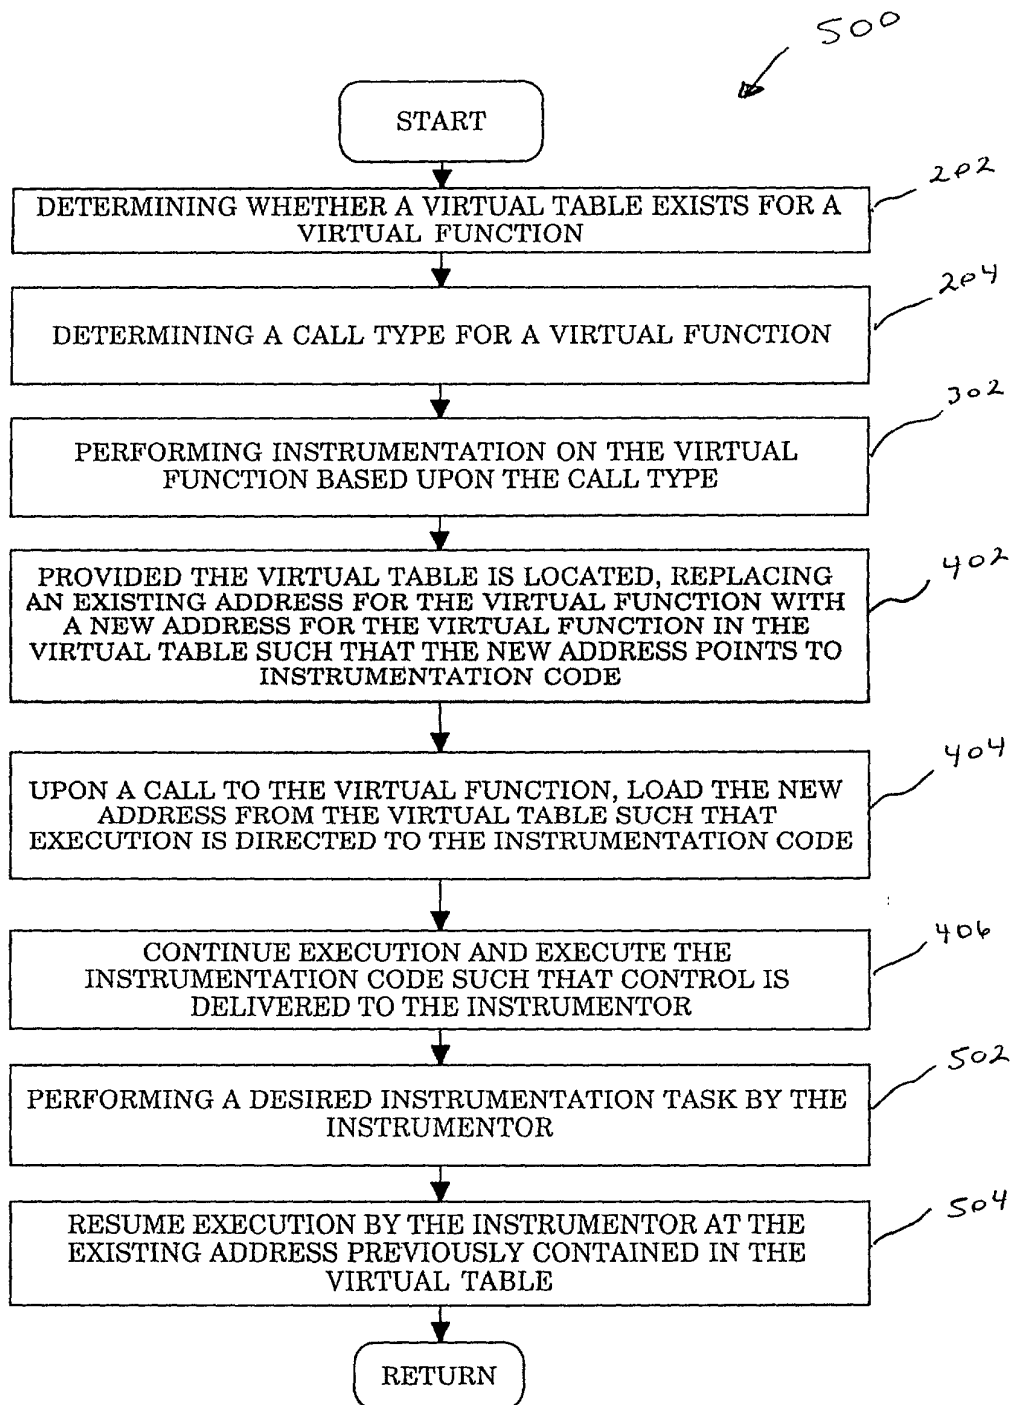 500
START
202
DETERMINING WHETHER A VIRTUAL TABLE EXISTS FOR A
VIRTUAL FUNCTION
204
DETERMINING A CALL TYPE FOR A VIRTUAL FUNCTION
302
PERFORMING INSTRUMENTATION ON THE VIRTUAL
FUNCTION BASED UPON THE CALL TYPE
402
PROVIDED THE VIRTUAL TABLE IS LOCATED, REPLACING
AN EXISTING ADDRESS FOR THE VIRTUAL FUNCTION WITH
A NEW ADDRESS FOR THE VIRTUAL FUNCTION IN THE
VIRTUAL TABLE SUCH THAT THE NEW ADDRESS POINTS TO
INSTRUMENTATION CODE
404
UPON A CALL TO THE VIRTUAL FUNCTION, LOAD THE NEW
ADDRESS FROM THE VIRTUAL TABLE SUCH THAT
EXECUTION IS DIRECTED TO THE INSTRUMENTATION CODE
406
CONTINUE EXECUTION AND EXECUTE THE
INSTRUMENTATION CODE SUCH THAT CONTROL IS
DELIVERED TO THE INSTRUMENTOR
502
PERFORMING A DESIRED INSTRUMENTATION TASK BY THE
INSTRUMENTOR
504
RESUME EXECUTION BY THE INSTRUMENTOR AT THE
EXISTING ADDRESS PREVIOUSLY CONTAINED IN THE
VIRTUAL TABLE
RETURN